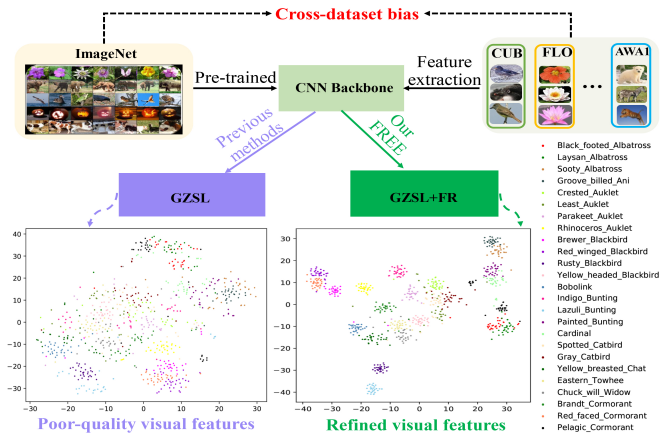 Cross-dataset bias
ImageNet
CUB
FLO
AWA1
Pre-trained
CNN Backbone
Feature
extraction
Previous
methods
Our
FREE
GZSL
GZSL+FR
Black_footed_Albatross
Laysan_Albatross
Sooty_Albatross
Groove_billed_Ani
Crested_Auklet
Least_Auklet
Parakeet_Auklet
Rhinoceros_Auklet
Brewer_Blackbird
Red_winged_Blackbird
Rusty_Blackbird
Yellow_headed_Blackbird
Bobolink
Indigo_Bunting
Lazuli_Bunting
Painted_Bunting
Cardinal
Spotted_Catbird
Gray_Catbird
Yellow_breasted_Chat
Eastern_Towhee
Chuck_will_Widow
Brandt_Cormorant
Red_faced_Cormorant
Pelagic_Cormorant
40
30
20
10
0
−10
−20
−30
−30 −20 −10 0 10 20 30
30
20
10
0
−10
−20
−30
−40
−40 −30 −20 −10 0 10 20 30
Poor-quality visual features
Refined visual features